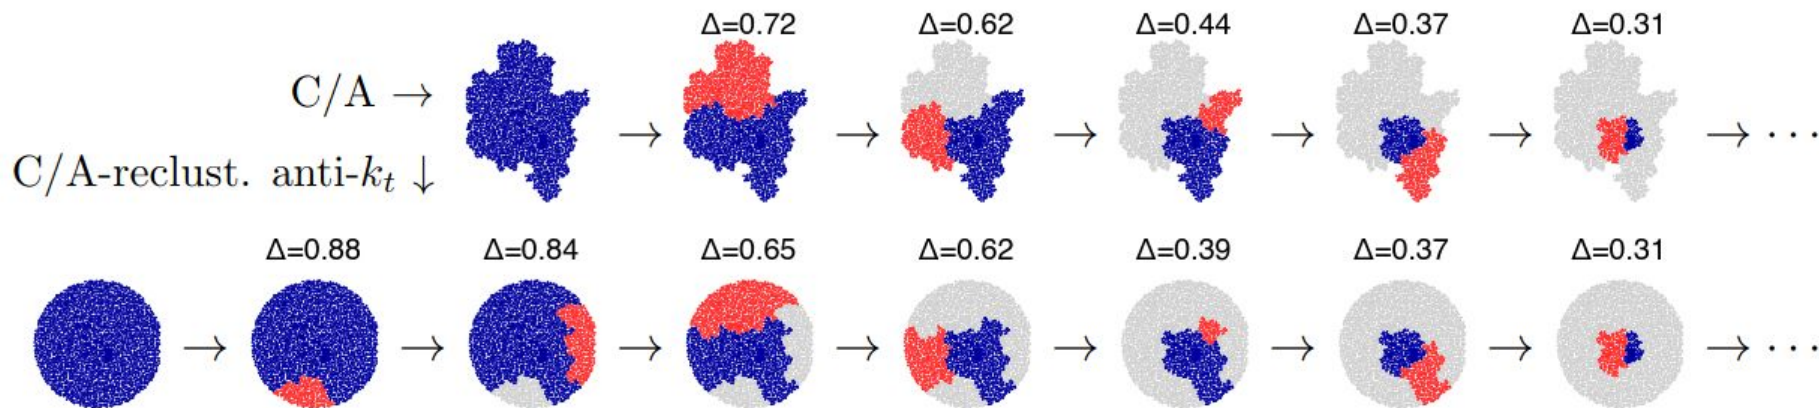 Δ=0.72 Δ=0.62 Δ=0.44 Δ=0.37 Δ=0.31
C/A → → → → → → ···
C/A-reclust. anti-kₜ ↓
Δ=0.88 Δ=0.84 Δ=0.65 Δ=0.62 Δ=0.39 Δ=0.37 Δ=0.31
→ → → → → → → → ···